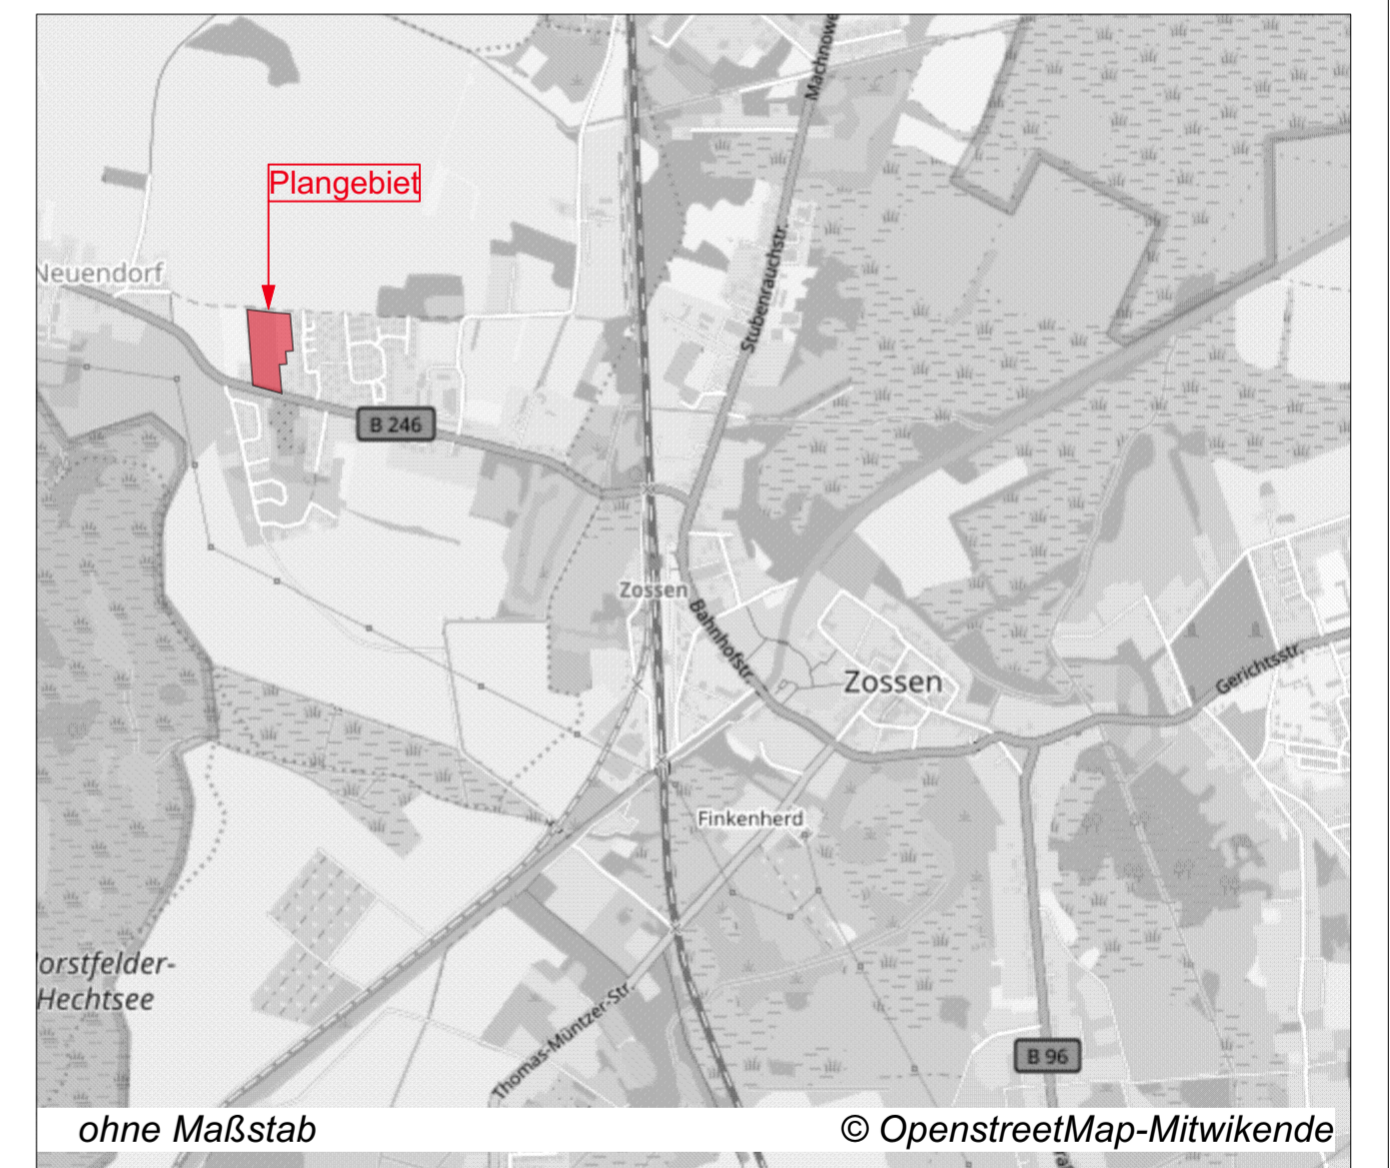 Machnowe
Plangebiet
Neuendorf
Stubenrauchstr.
B 246
Zossen
Bahnhofstr.
Zossen
Gerichtsstr.
Finkenherd
orstfelder-
Hechtsee
Thomas-Müntzer-Str.
B 96
ohne Maßstab
© OpenstreetMap-Mitwikende